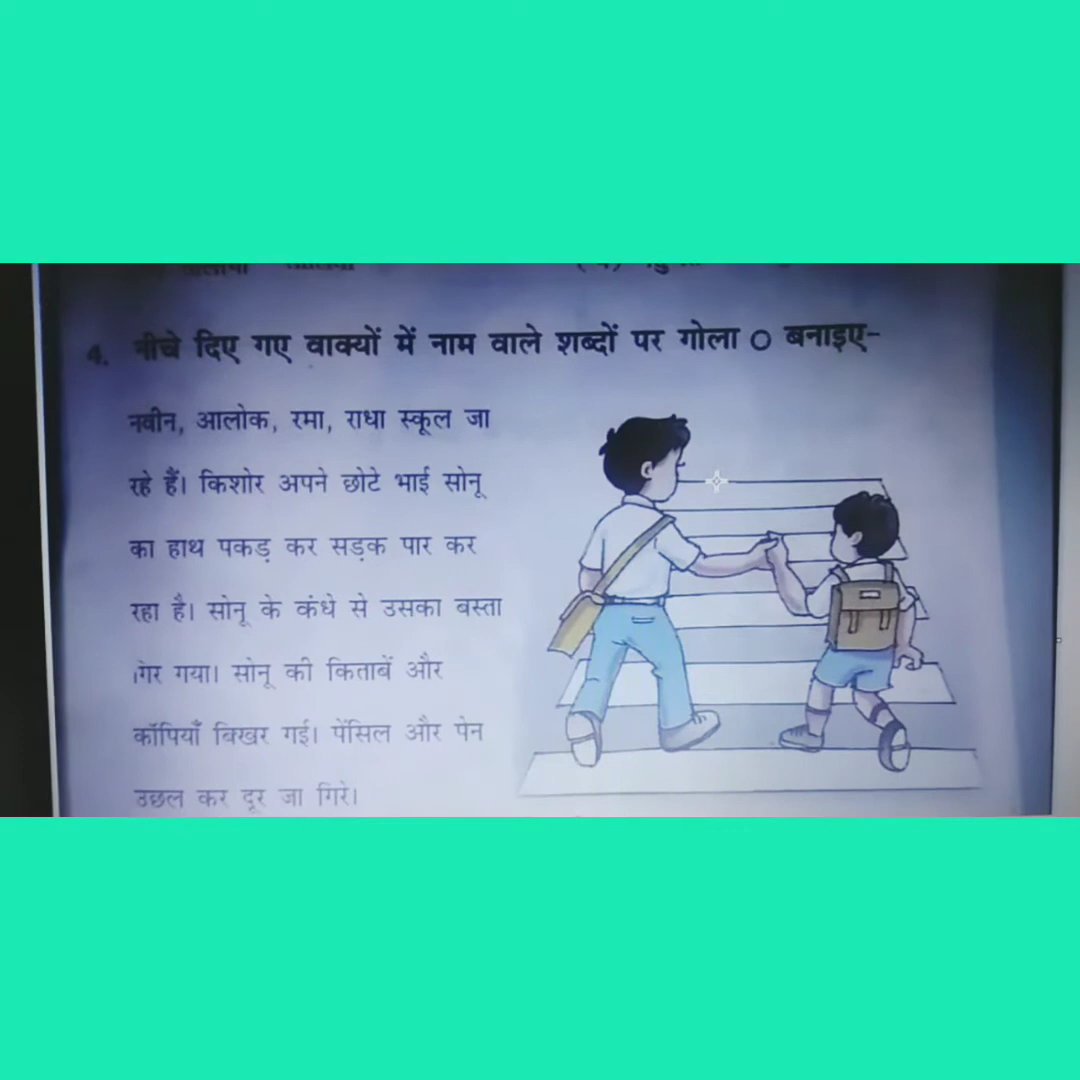 4. नीचे दिए गए वाक्यों में नाम वाले शब्दों पर गोला O बनाइए-
नवीन, आलोक, रमा, राधा स्कूल जा
रहे हैं। किशोर अपने छोटे भाई सोनू
का हाथ पकड़ कर सड़क पार कर
रहा है। सोनू के कंधे से उसका बस्ता
गिर गया। सोनू की किताबें और
कॉपियाँ बिखर गई। पेंसिल और पेन
उछल कर दूर जा गिरे।